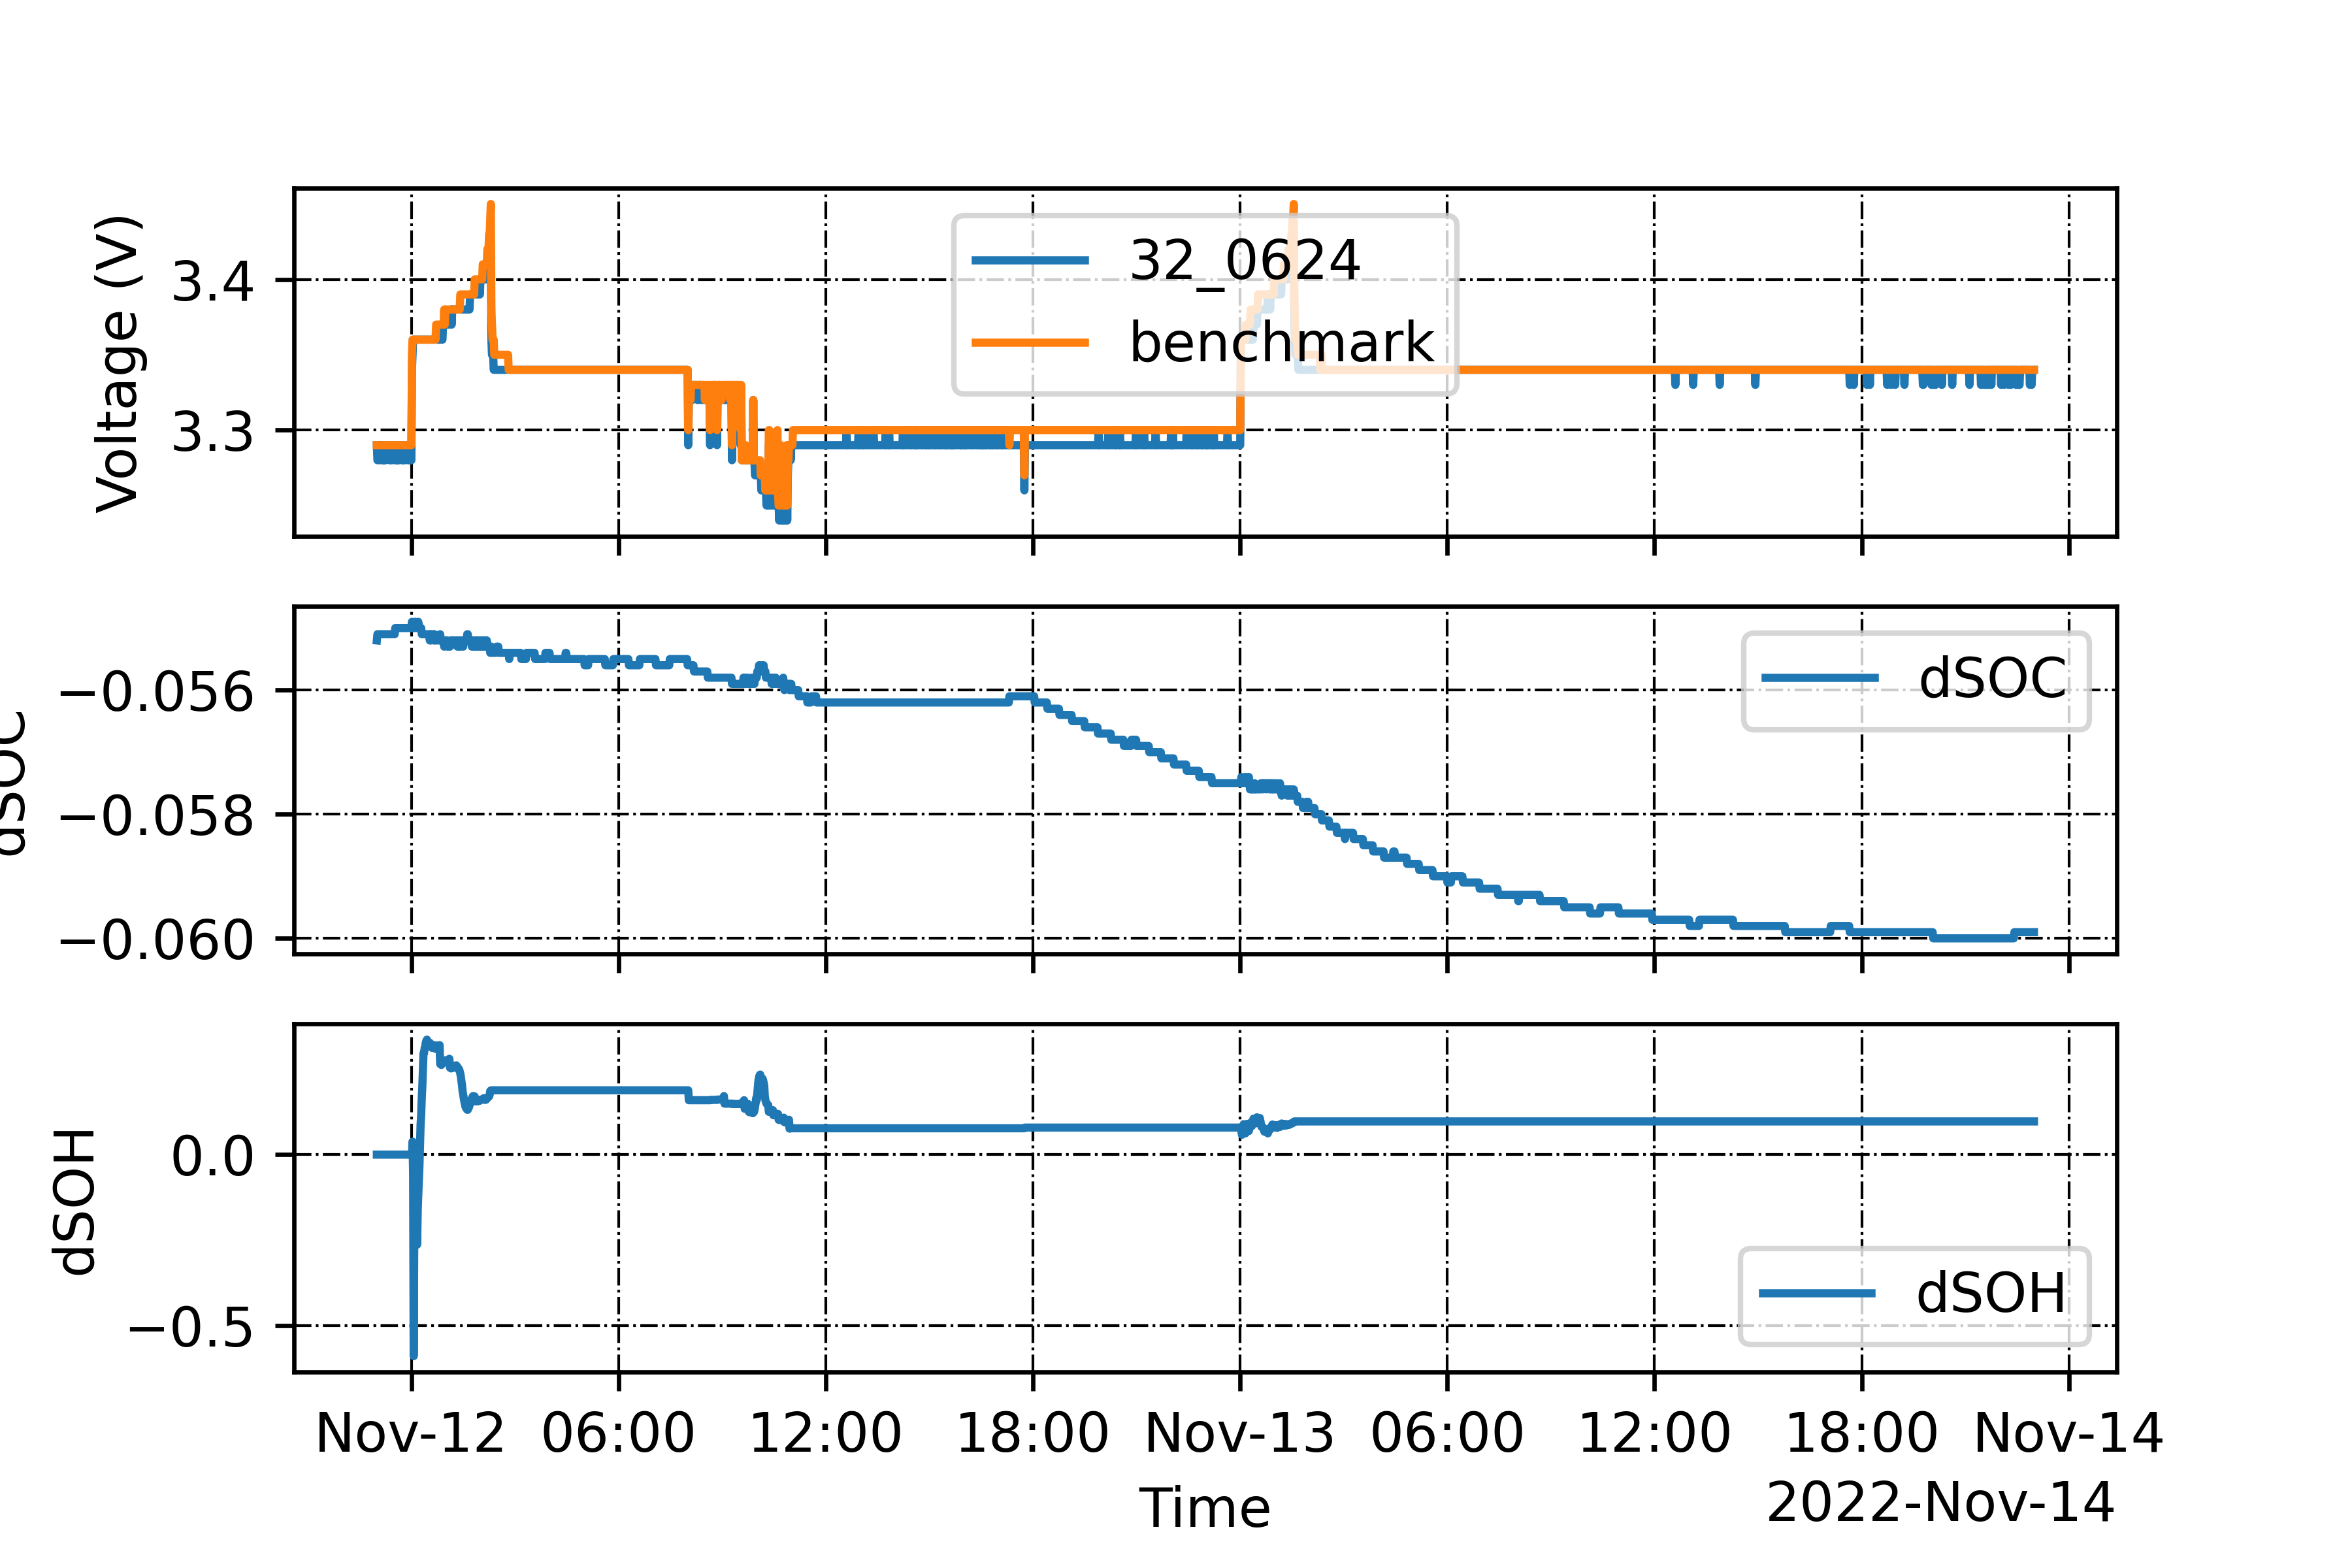 Voltage (V)
3.4
3.3
32_0624
benchmark
dSOC
−0.056
−0.058
−0.060
dSOC
dSOH
0.0
−0.5
dSOH
Nov-12 06:00 12:00 18:00 Nov-13 06:00 12:00 18:00 Nov-14
Time
2022-Nov-14